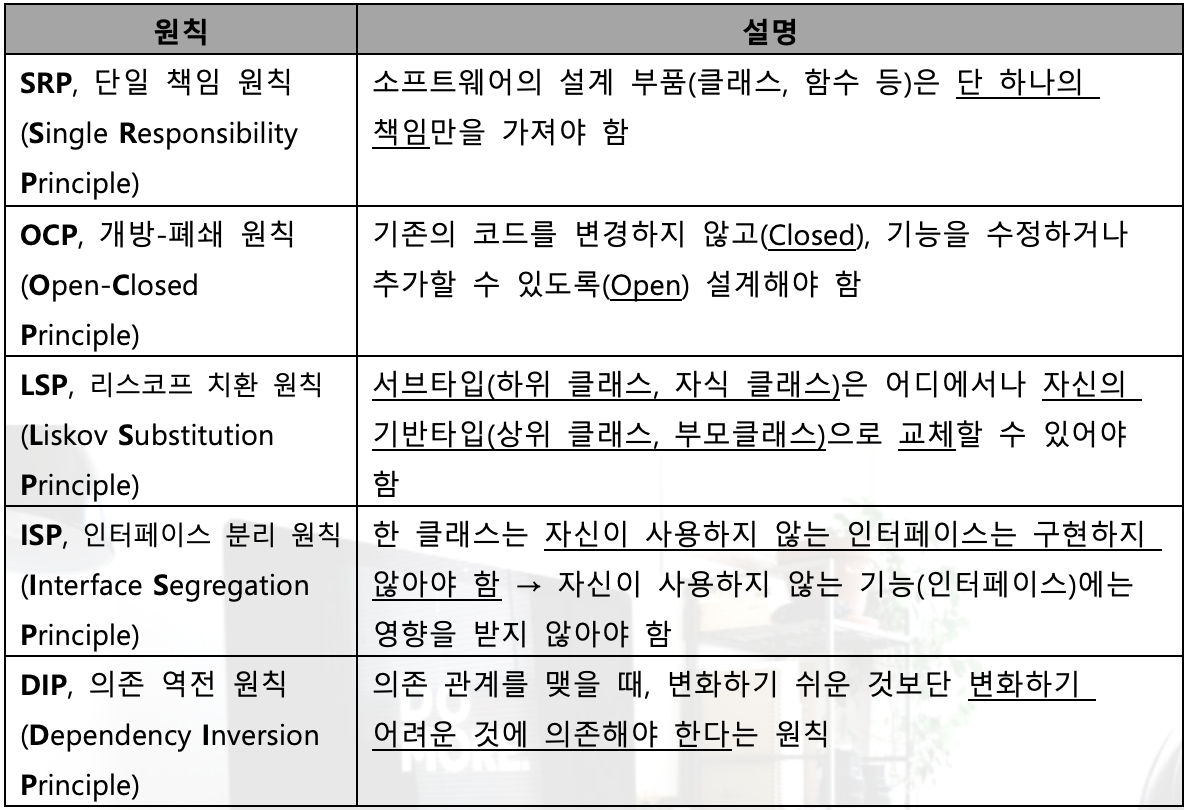 원칙
설명
SRP, 단일 책임 원칙
(Single Responsibility
Principle)
소프트웨어의 설계 부품(클래스, 함수 등)은 단 하나의
책임만을 가져야 함
OCP, 개방-폐쇄 원칙
(Open-Closed
Principle)
기존의 코드를 변경하지 않고(Closed), 기능을 수정하거나
추가할 수 있도록(Open) 설계해야 함
LSP, 리스코프 치환 원칙
(Liskov Substitution
Principle)
서브타입(하위 클래스, 자식 클래스)은 어디에서나 자신의
기반타입(상위 클래스, 부모클래스)으로 교체할 수 있어야
함
ISP, 인터페이스 분리 원칙
(Interface Segregation
Principle)
한 클래스는 자신이 사용하지 않는 인터페이스는 구현하지
않아야 함 → 자신이 사용하지 않는 기능(인터페이스)에는
영향을 받지 않아야 함
DIP, 의존 역전 원칙
(Dependency Inversion
Principle)
의존 관계를 맺을 때, 변화하기 쉬운 것보단 변화하기
어려운 것에 의존해야 한다는 원칙
DO
MORE.